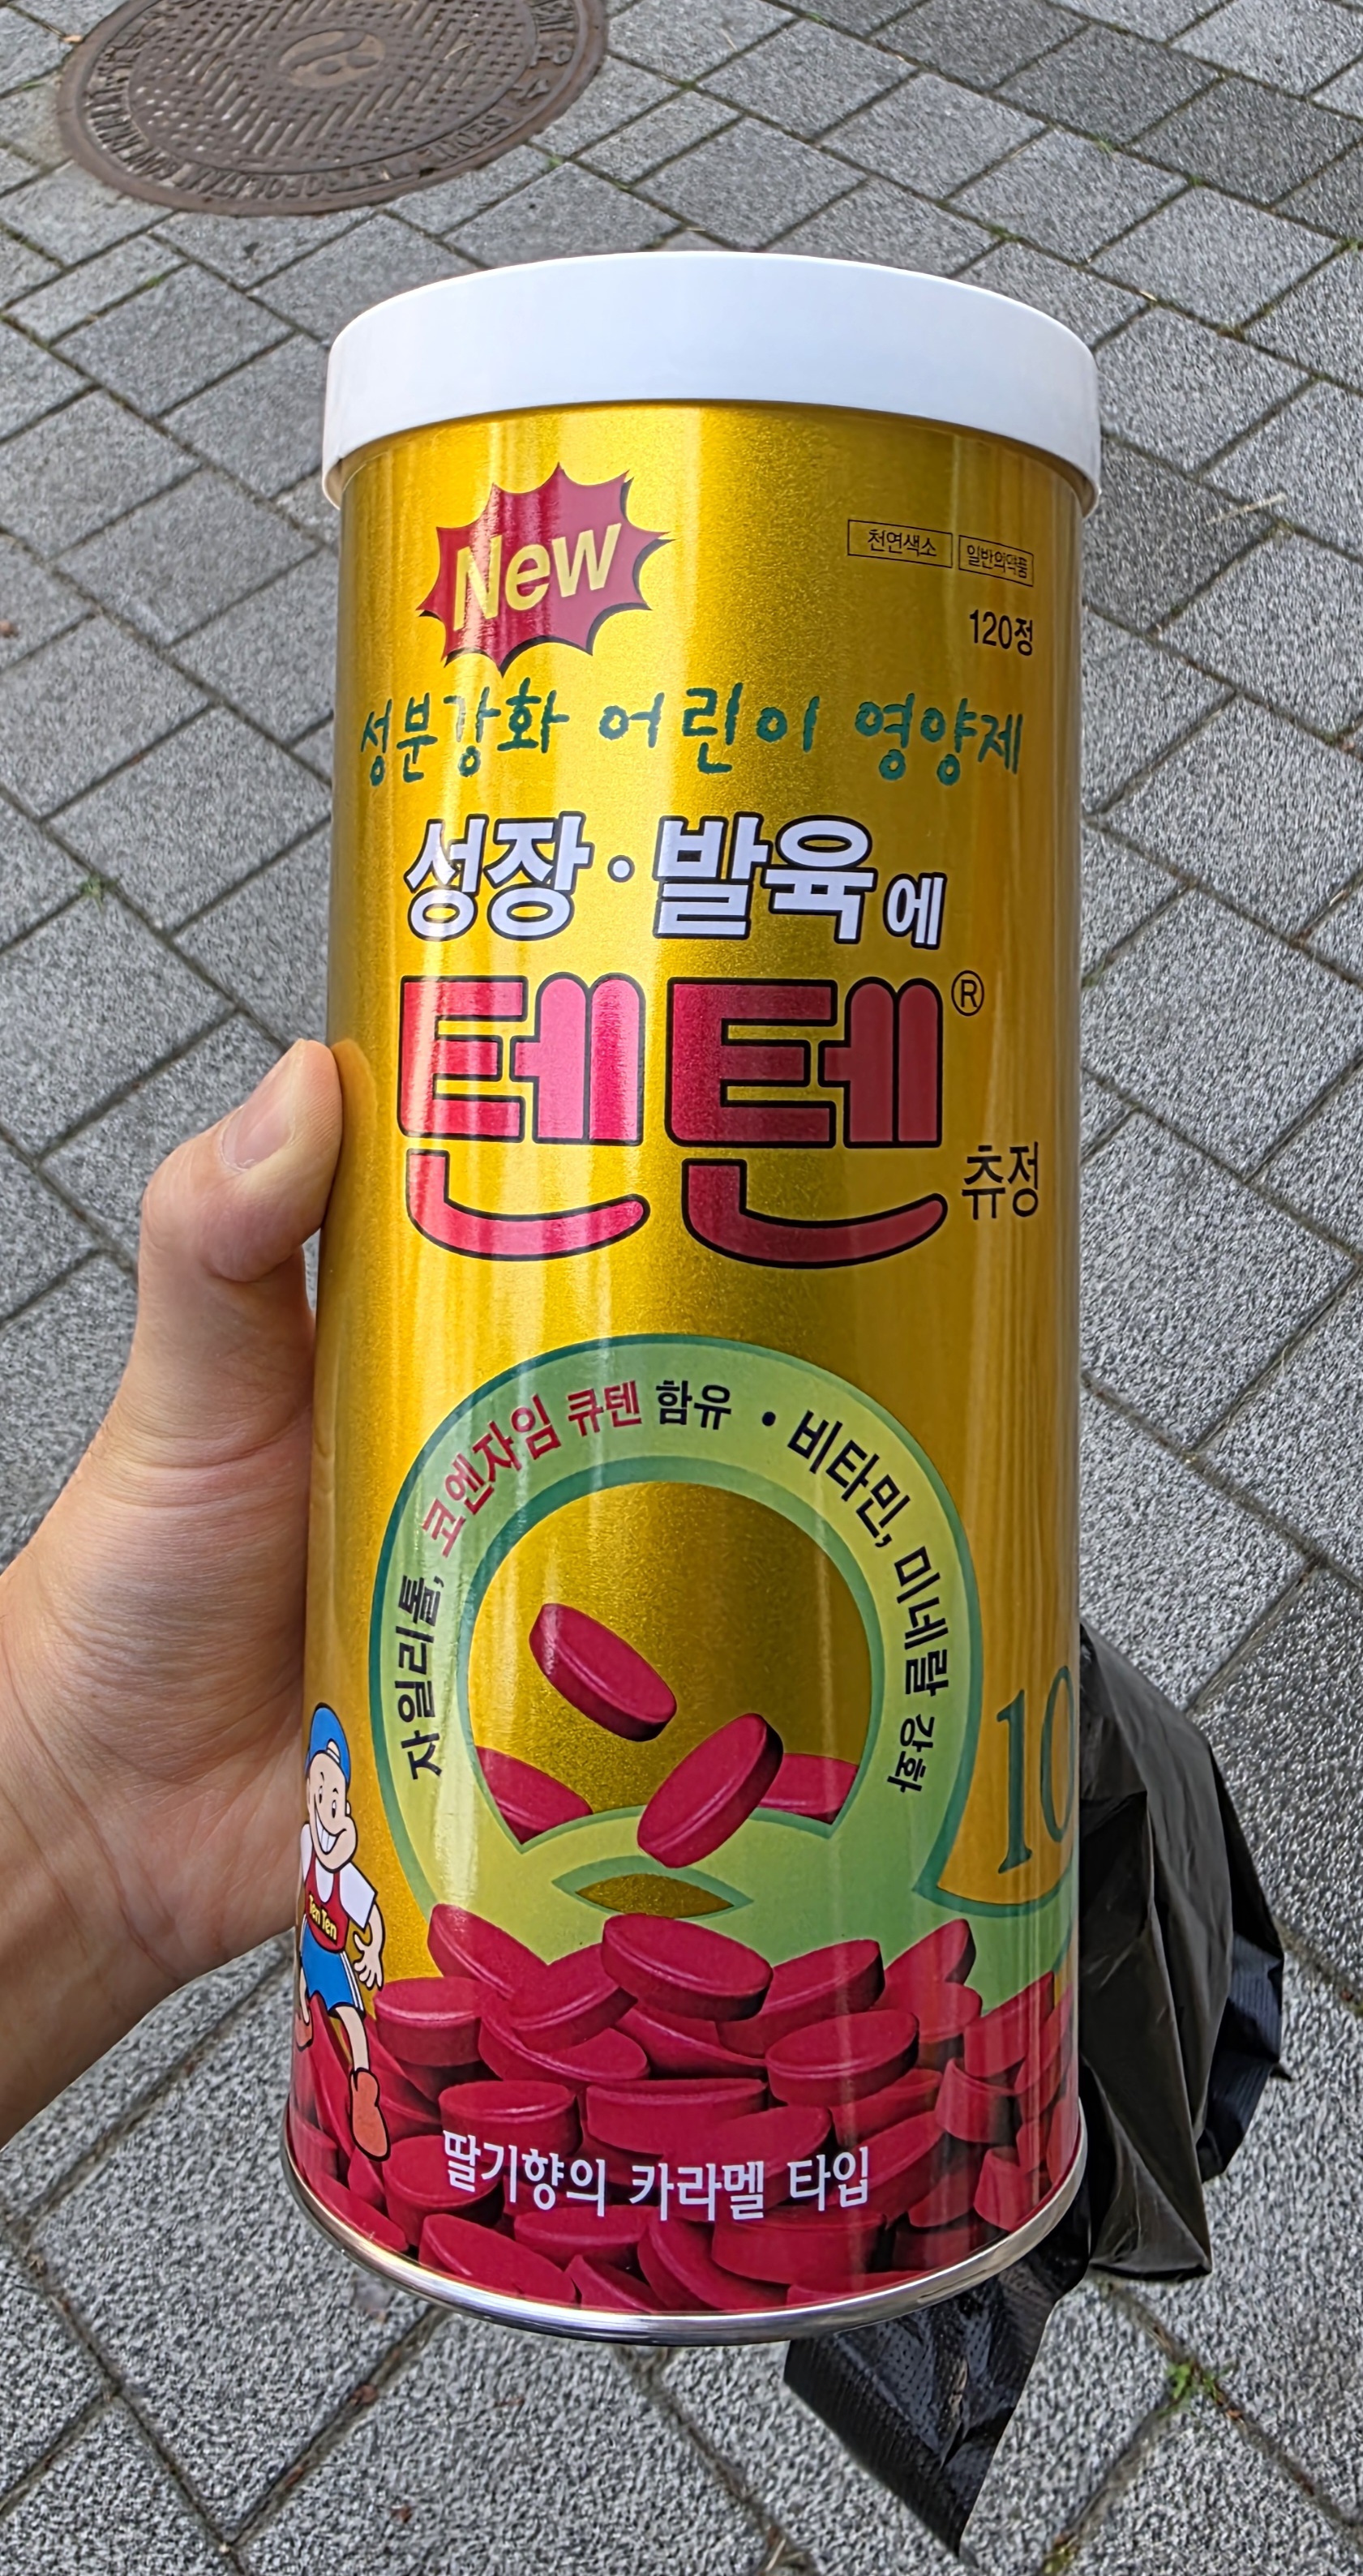 New
천연색소 일반의약품
120정
성분강화 어린이 영양제
성장·발육에
텐텐®
츄정
자일리톨, 코엔자임 큐텐 함유 • 비타민, 미네랄 강화
10
Ten Ten
딸기향의 카라멜 타입